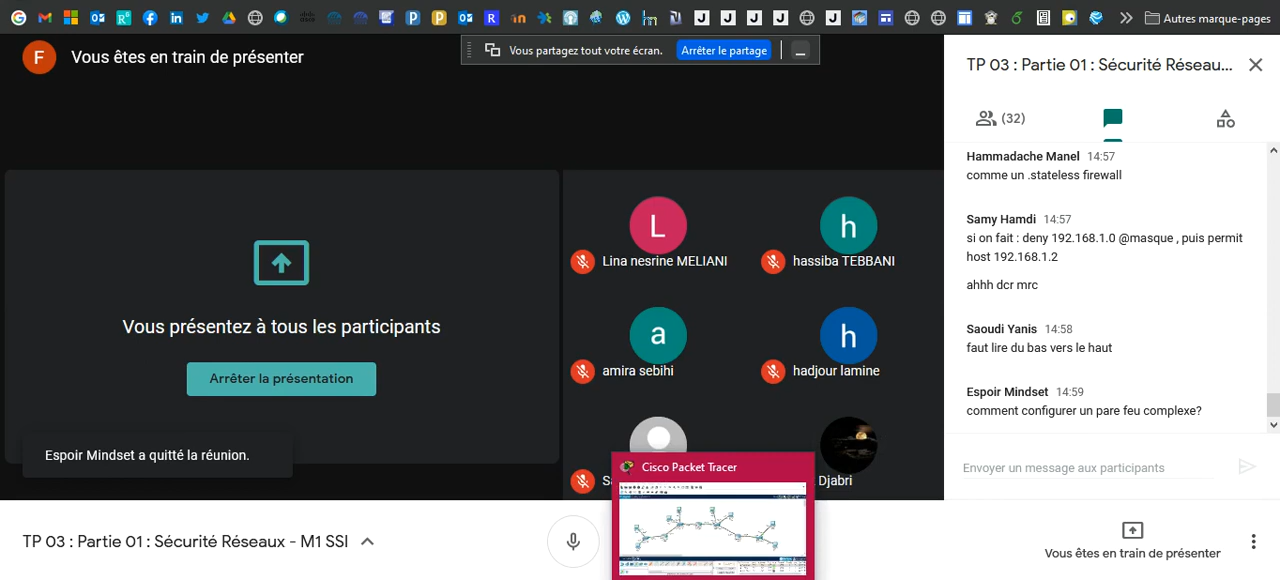 Autres marque-pages
F
Vous êtes en train de présenter
Vous partagez tout votre écran.
Arrêter le partage
TP 03 : Partie 01 : Sécurité Réseau...
(32)
Hammadache Manel 14:57
comme un .stateless firewall
Samy Hamdi 14:57
si on fait : deny 192.168.1.0 @masque , puis permit
host 192.168.1.2
ahhh dcr mrc
Saoudi Yanis 14:58
faut lire du bas vers le haut
Espoir Mindset 14:59
comment configurer un pare feu complexe?
Envoyer un message aux participants
Vous présentez à tous les participants
Arrêter la présentation
Espoir Mindset a quitté la réunion.
L
Lina nesrine MELIANI
h
hassiba TEBBANI
a
amira sebihi
h
hadjour lamine
Djabri
Cisco Packet Tracer
TP 03 : Partie 01 : Sécurité Réseaux - M1 SSI
Vous êtes en train de présenter